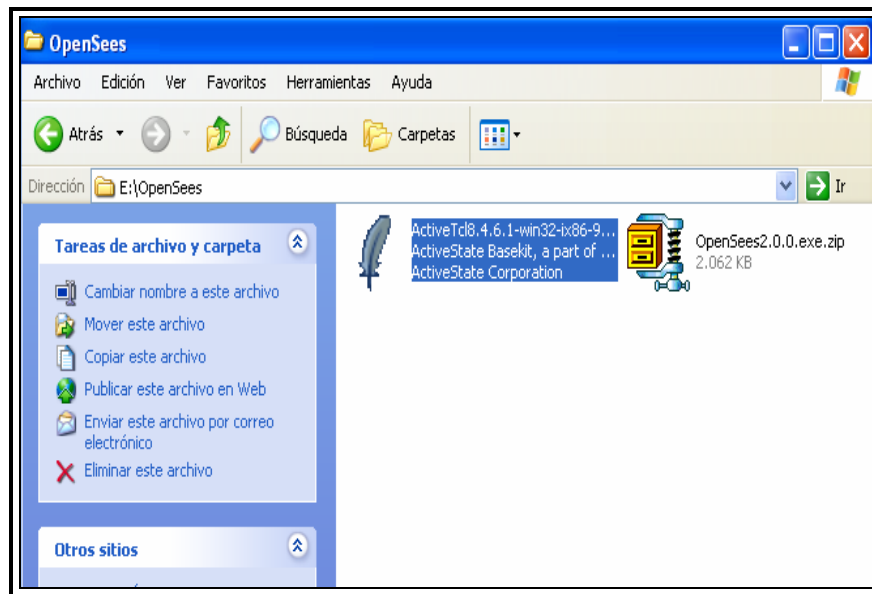 OpenSees
Archivo Edición Ver Favoritos Herramientas Ayuda
Atrás Búsqueda Carpetas
Dirección E:\OpenSees Ir
Tareas de archivo y carpeta
Cambiar nombre a este archivo
Mover este archivo
Copiar este archivo
Publicar este archivo en Web
Enviar este archivo por correo
electrónico
Eliminar este archivo
Otros sitios
ActiveTcl8.4.6.1-win32-ix86-9...
ActiveState Basekit, a part of ...
ActiveState Corporation
OpenSees2.0.0.exe.zip
2.062 KB